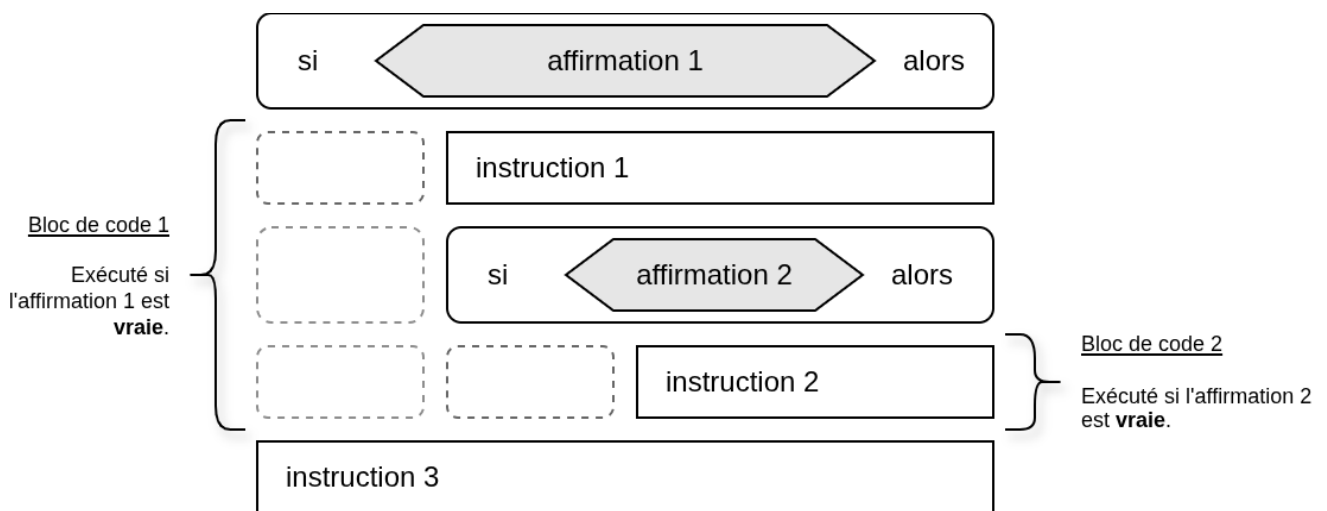 si affirmation 1 alors
instruction 1
Bloc de code 1
Exécuté si
l'affirmation 1 est
vraie.
si affirmation 2 alors
instruction 2
Bloc de code 2
Exécuté si l'affirmation 2
est vraie.
instruction 3